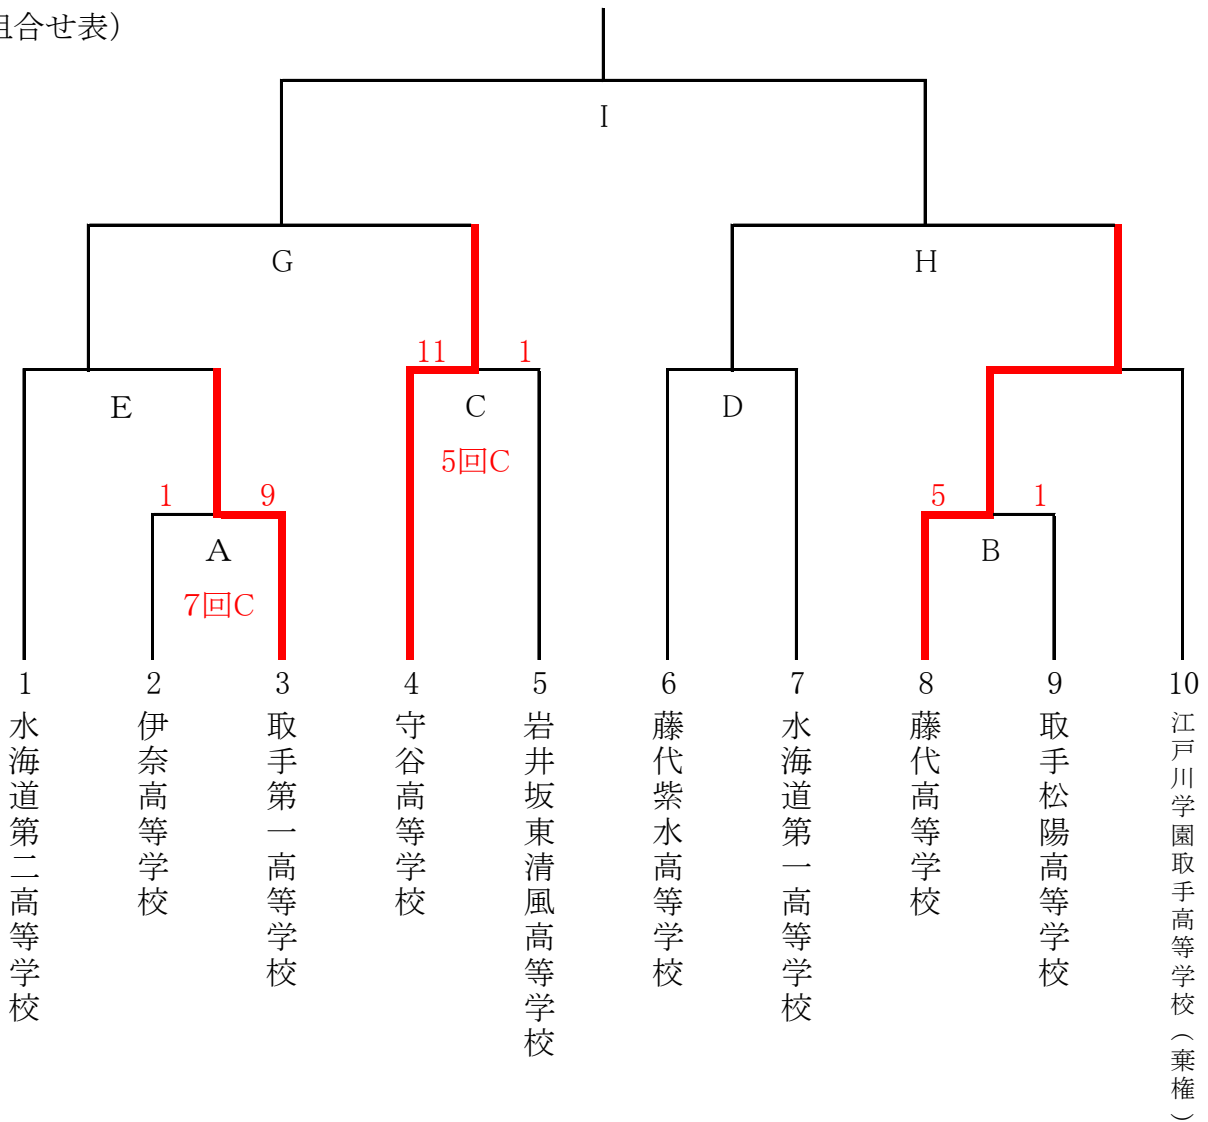 組合せ表）
I
G
H
11
1
E
C
D
5回C
1
9
5
1
A
B
7回C
1
2
3
4
5
6
7
8
9
10
水海道第二高等学校
伊奈高等学校
取手第一高等学校
守谷高等学校
岩井坂東清風高等学校
藤代紫水高等学校
水海道第一高等学校
藤代高等学校
取手松陽高等学校
江戸川学園取手高等学校（棄権）